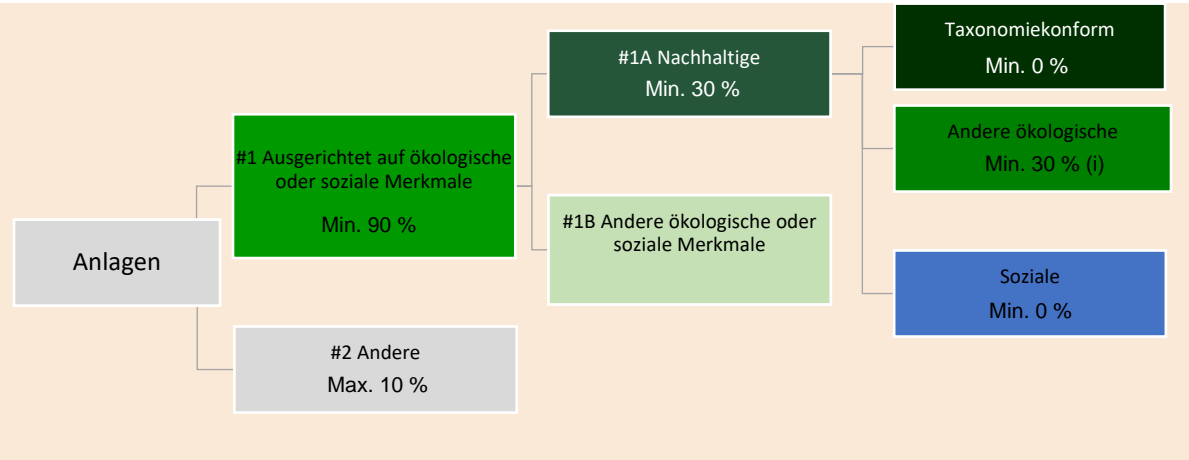 Anlagen
#1 Ausgerichtet auf ökologische
oder soziale Merkmale
Min. 90 %
#2 Andere
Max. 10 %
#1A Nachhaltige
Min. 30 %
#1B Andere ökologische oder
soziale Merkmale
Taxonomiekonform
Min. 0 %
Andere ökologische
Min. 30 % (i)
Soziale
Min. 0 %